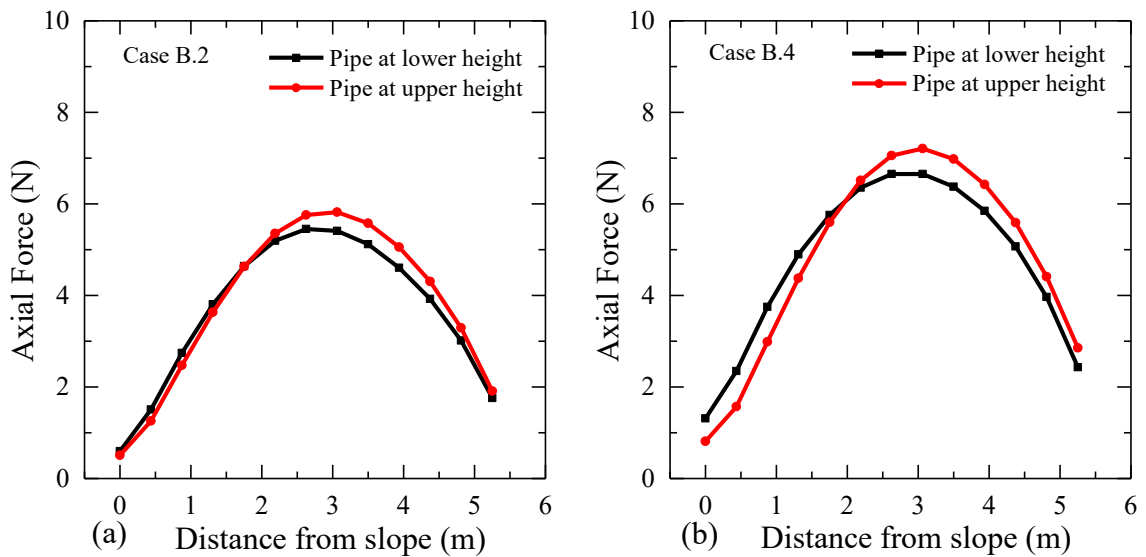 Case B.2
Pipe at lower height
Pipe at upper height
Axial Force (N)
10
8
6
4
2
0
0 1 2 3 4 5 6
(a) Distance from slope (m)
Case B.4
Pipe at lower height
Pipe at upper height
Axial Force (N)
10
8
6
4
2
0
0 1 2 3 4 5 6
(b) Distance from slope (m)